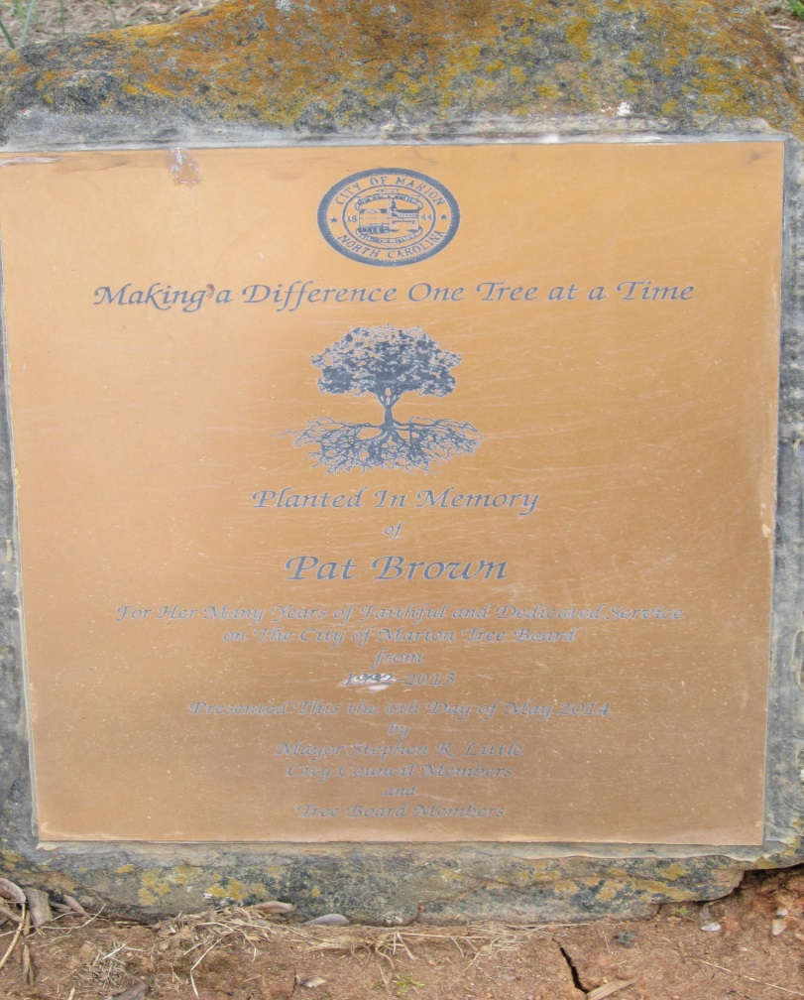 CITY OF MARION
1844
NORTH CAROLINA
Making a Difference One Tree at a Time
Planted In Memory
of
Pat Brown
For Her Many Years of Faithful and Dedicated Service
on The City of Marion Tree Board
from
1992-2013
Presented This the 6th Day of May 2014
by
Mayor Stephen R. Little
City Council Members
and
Tree Board Members